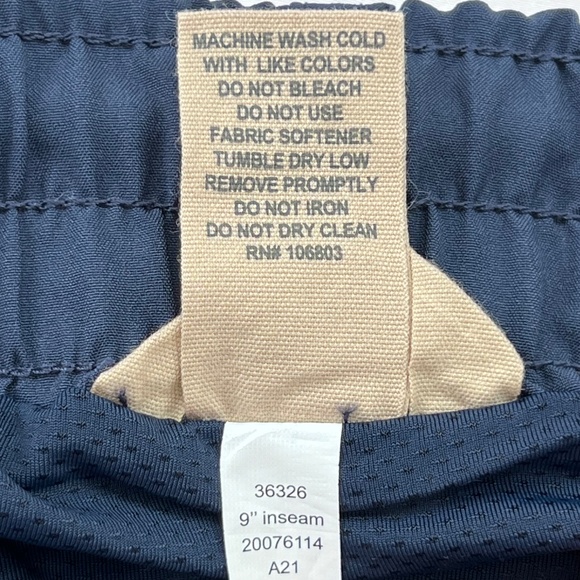 MACHINE WASH COLD
WITH LIKE COLORS
DO NOT BLEACH
DO NOT USE
FABRIC SOFTENER
TUMBLE DRY LOW
REMOVE PROMPTLY
DO NOT IRON
DO NOT DRY CLEAN
RN# 106803
36326
9" inseam
20076114
A21